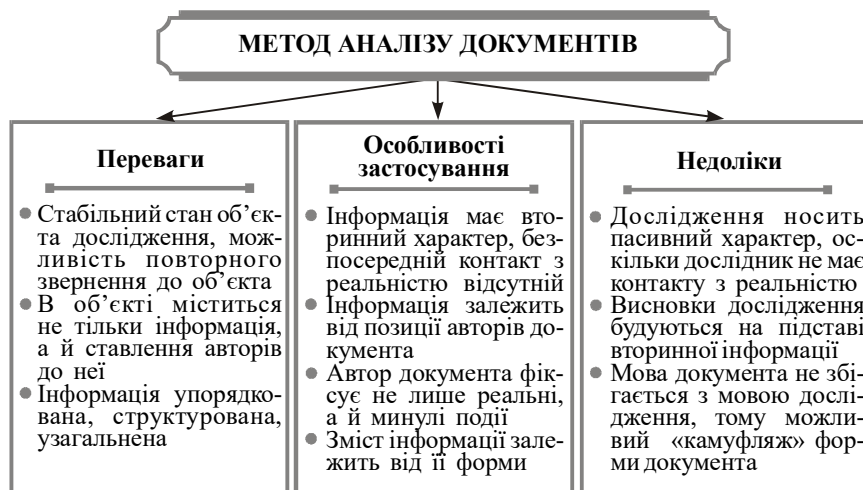 МЕТОД АНАЛІЗУ ДОКУМЕНТІВ
Переваги
Стабільний стан об’єк-
та дослідження, мож-
ливість повторного
звернення до об’єкта
В об’єкті міститься
не тільки інформація,
а й ставлення авторів
до неї
Інформація упорядко-
вана, структурована,
узагальнена
Особливості
застосування
Інформація має вто-
ринний характер, без-
посередній контакт з
реальністю відсутній
Інформація залежить
від позиції авторів до-
кумента
Автор документа фік-
сує не лише реальні,
а й минулі події
Зміст інформації зале-
жить від її форми
Недоліки
Дослідження носить
пасивний характер, ос-
кільки дослідник не має
контакту з реальністю
Висновки дослідження
будуються на підставі
вторинної інформації
Мова документа не збі-
гається з мовою дослі-
дження, тому можли-
вий «камуфляж» фор-
ми документа